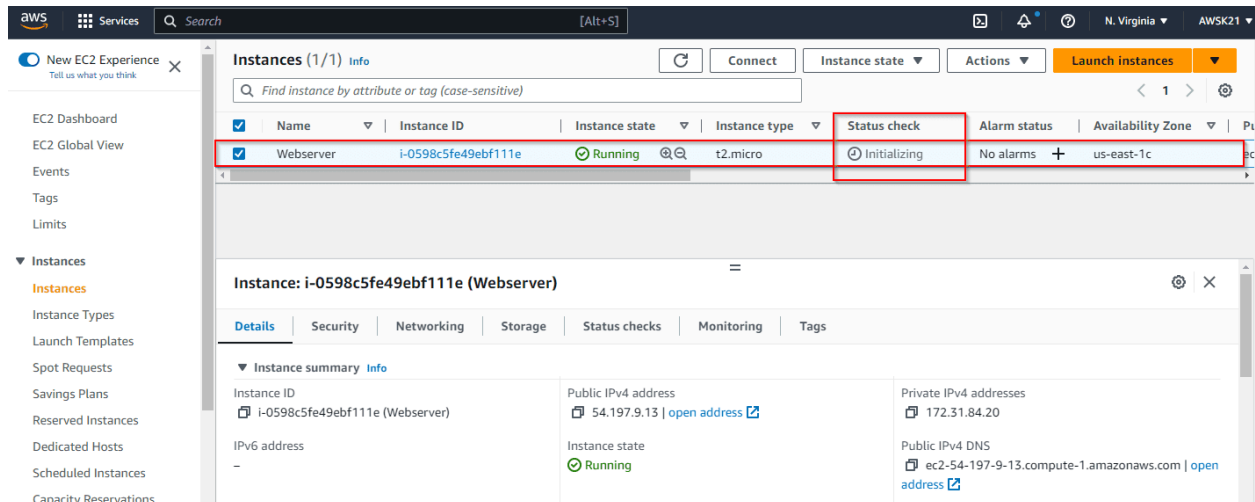 aws Services Search [Alt+S] N. Virginia AWSK21
New EC2 Experience
Tell us what you think
EC2 Dashboard
EC2 Global View
Events
Tags
Limits
Instances
Instances
Instance Types
Launch Templates
Spot Requests
Savings Plans
Reserved Instances
Dedicated Hosts
Scheduled Instances
Capacity Reservations
Instances (1/1) Info Connect Instance state Actions Launch instances
Find instance by attribute or tag (case-sensitive) 1
Name Instance ID Instance state Instance type Status check Alarm status Availability Zone
Webserver i-0598c5fe49ebf111e Running t2.micro Initializing No alarms + us-east-1c
Instance: i-0598c5fe49ebf111e (Webserver)
Details Security Networking Storage Status checks Monitoring Tags
Instance summary Info
Instance ID Public IPv4 address Private IPv4 addresses
i-0598c5fe49ebf111e (Webserver) 54.197.9.13 | open address 172.31.84.20
IPv6 address Instance state Public IPv4 DNS
– Running ec2-54-197-9-13.compute-1.amazonaws.com | open
address